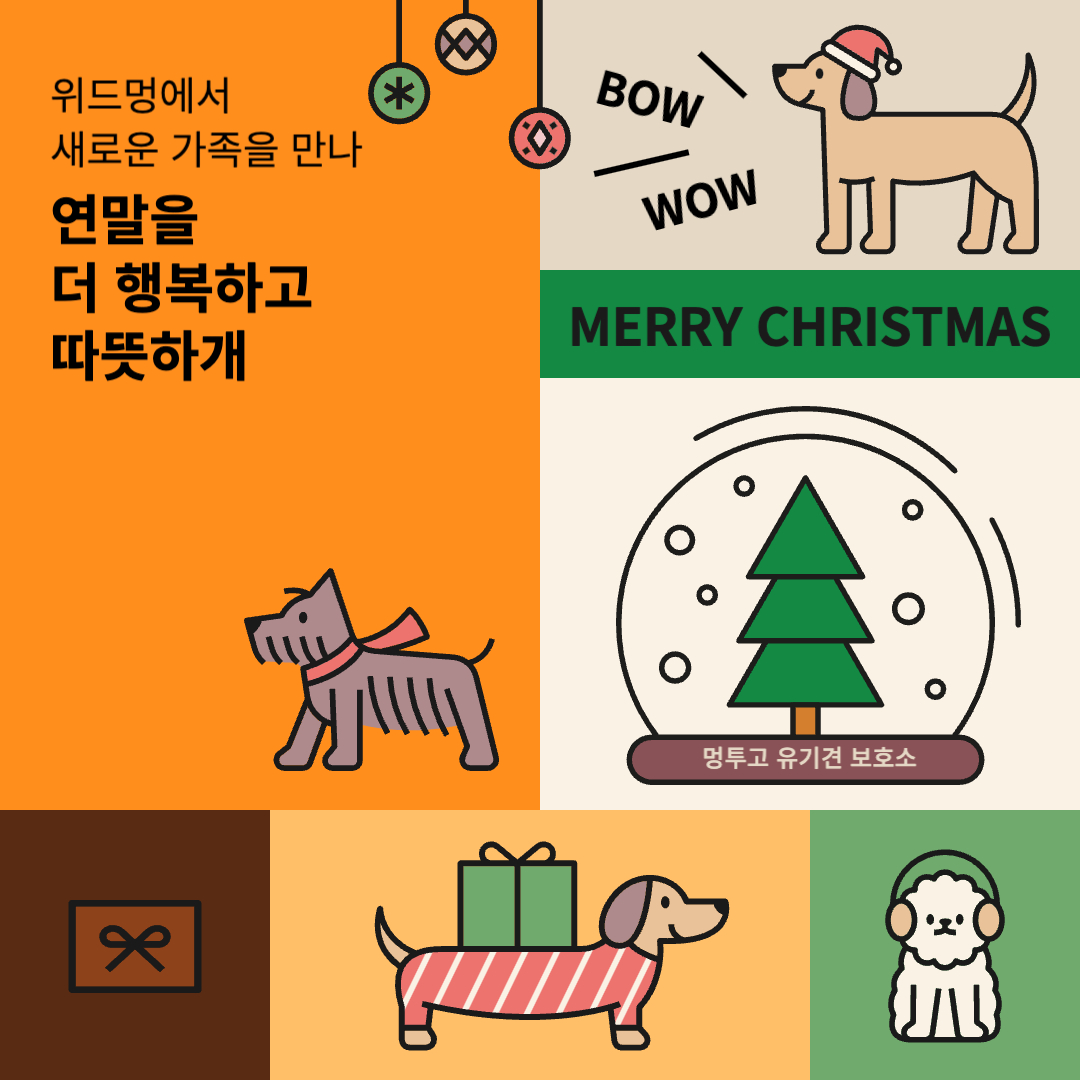 위드멍에서
새로운 가족을 만나
연말을
더 행복하고
따뜻하개
BOW
WOW
MERRY CHRISTMAS
멍투고 유기견 보호소